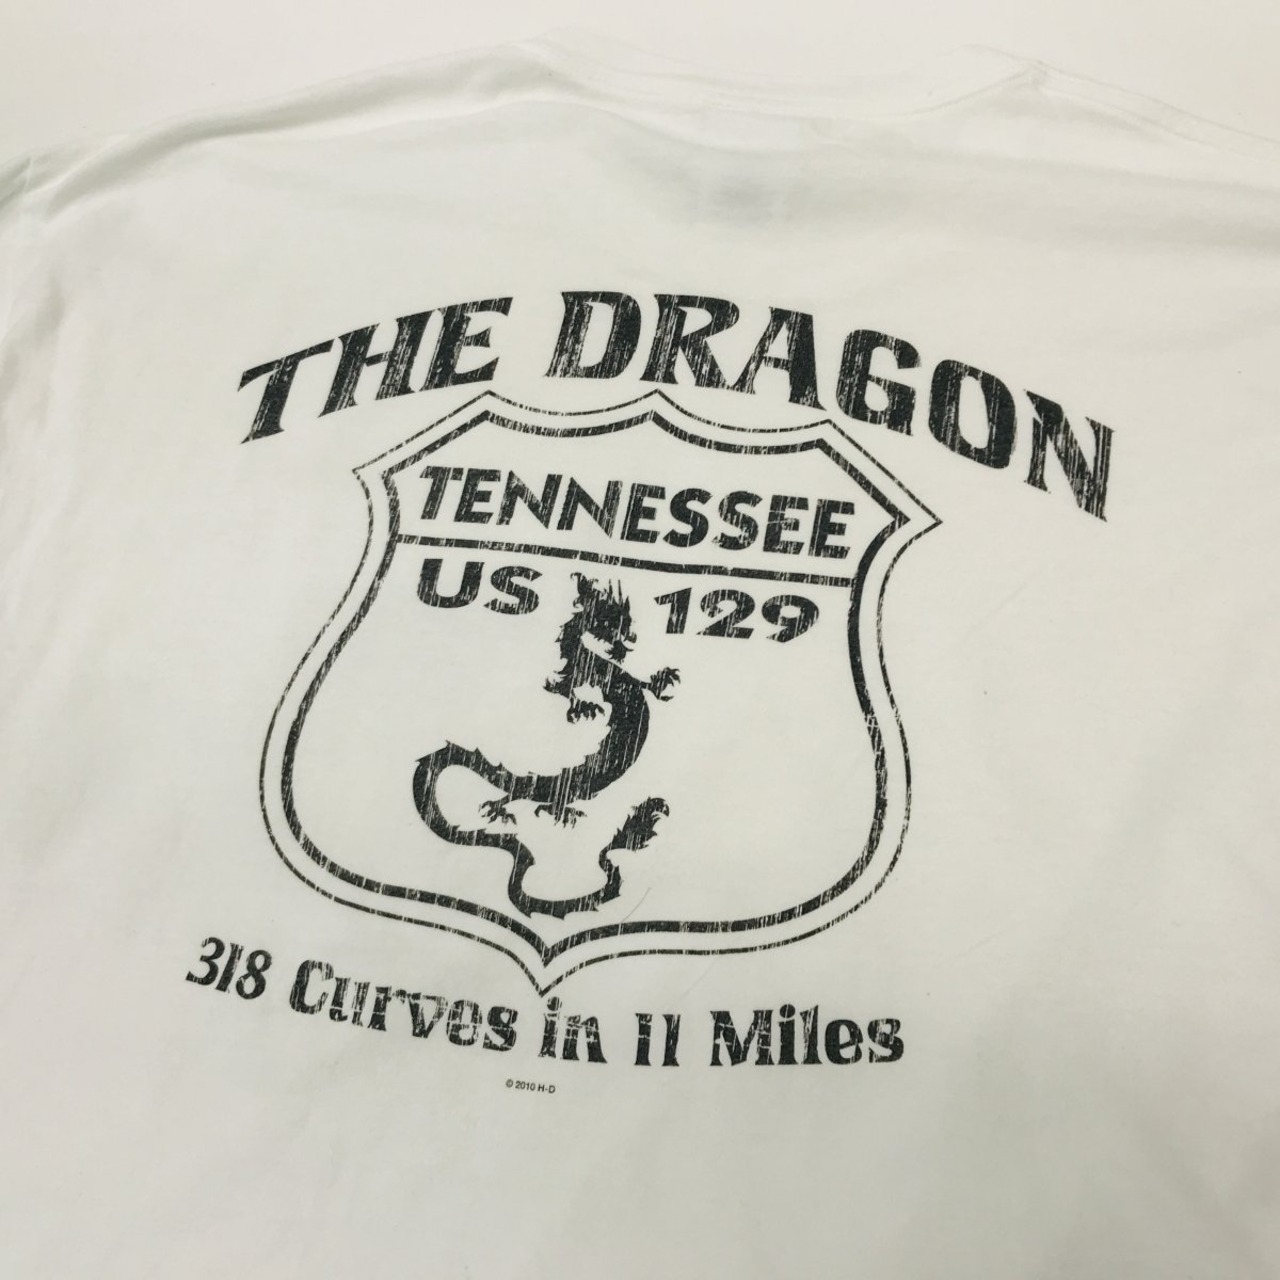 THE DRAGON
TENNESSEE
US 129
318 Curves in 11 Miles
© 2010 H-D